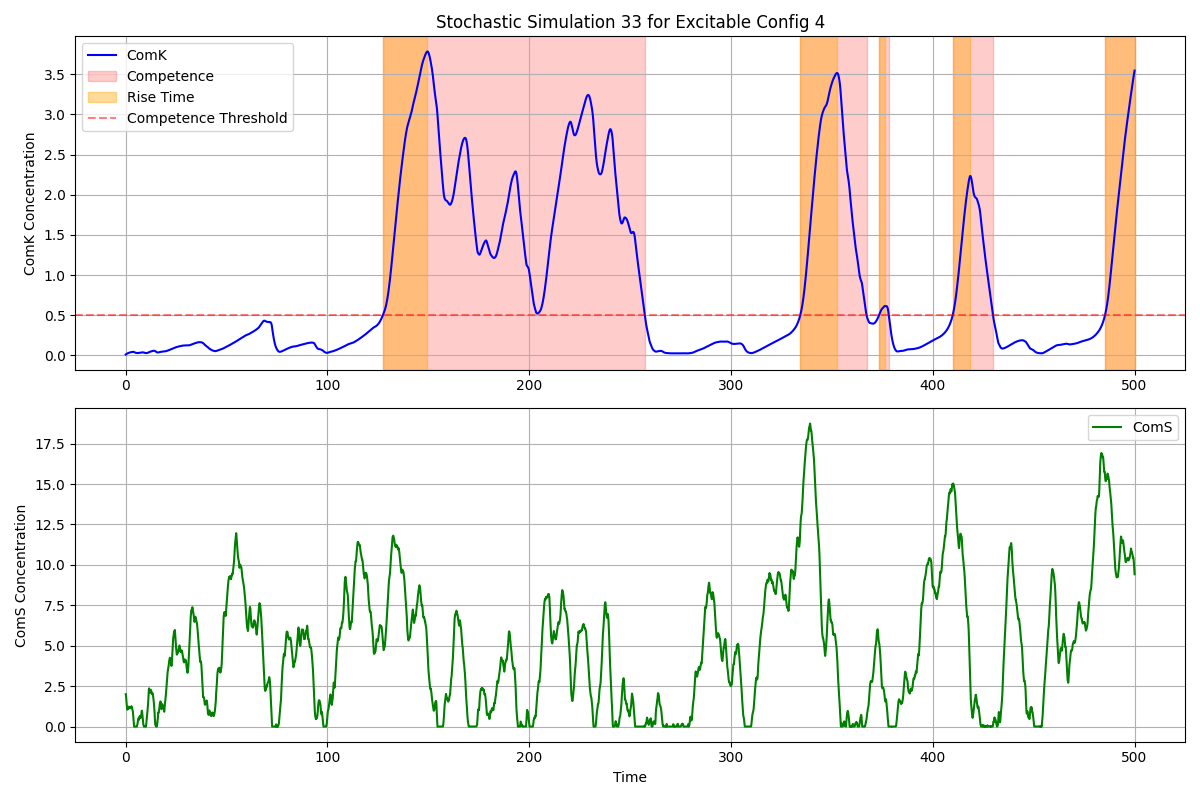 Stochastic Simulation 33 for Excitable Config 4
ComK
Competence
Rise Time
Competence Threshold
ComK Concentration
3.5
3.0
2.5
2.0
1.5
1.0
0.5
0.0
0 100 200 300 400 500
ComS
ComS Concentration
17.5
15.0
12.5
10.0
7.5
5.0
2.5
0.0
0 100 200 300 400 500
Time